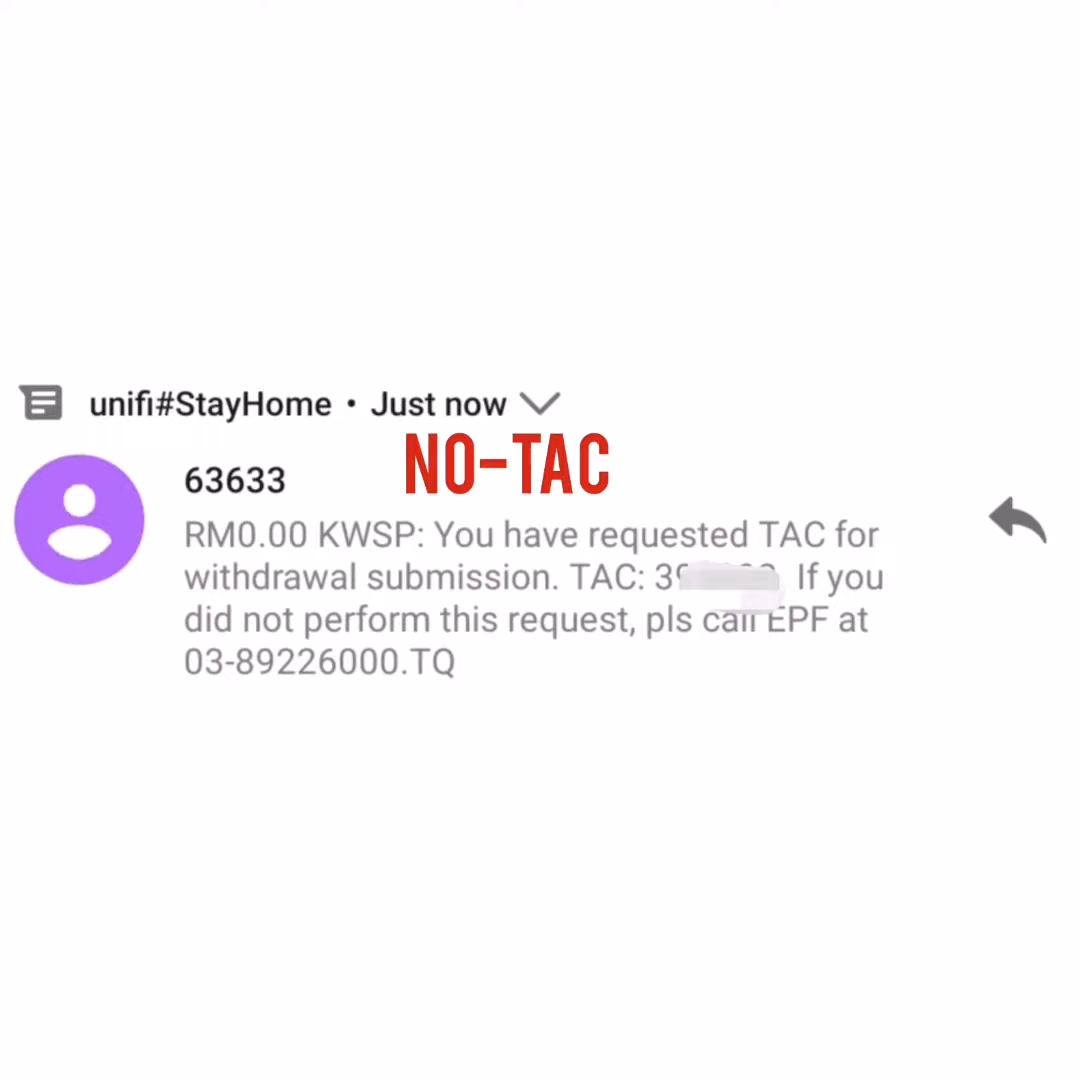 unifi#StayHome • Just now
NO-TAC
63633
RM0.00 KWSP: You have requested TAC for
withdrawal submission. TAC: 39 If you
did not perform this request, pls call EPF at
03-89226000.TQ